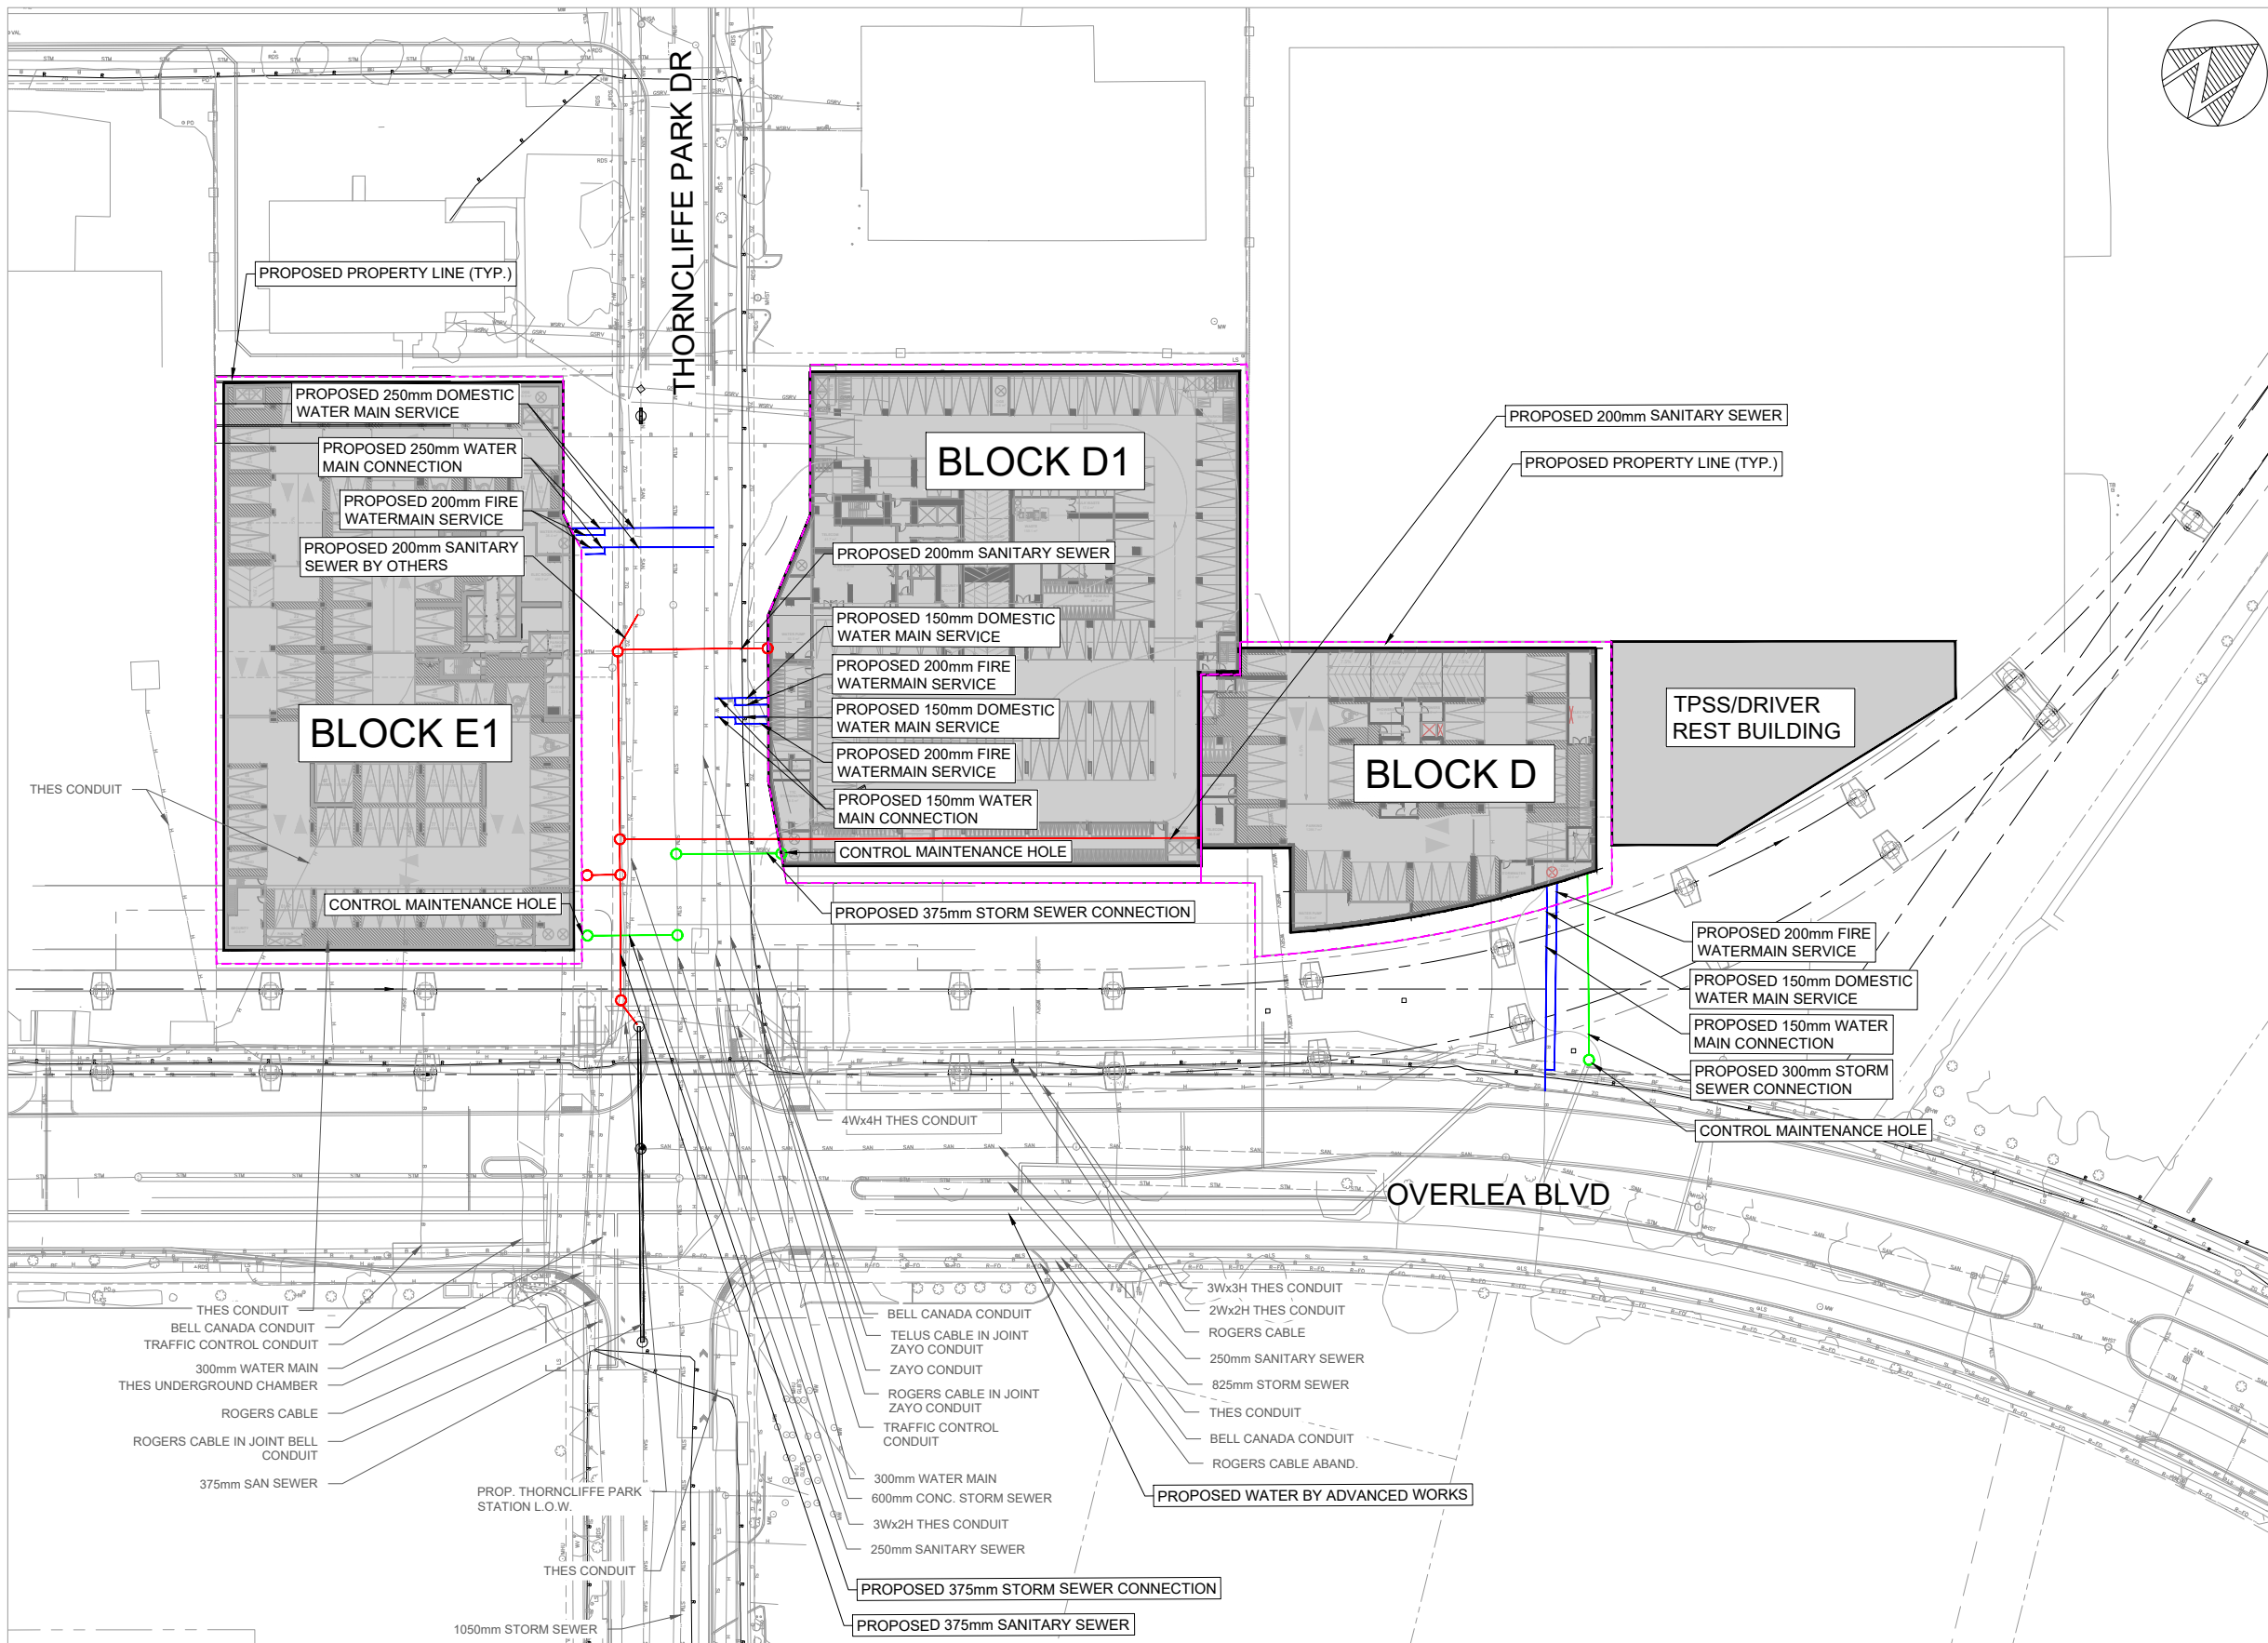 THORNCLIFFE PARK DR
PROPOSED PROPERTY LINE (TYP.)
PROPOSED 250mm DOMESTIC
WATER MAIN SERVICE
PROPOSED 250mm WATER
MAIN CONNECTION
PROPOSED 200mm FIRE
WATERMAIN SERVICE
PROPOSED 200mm SANITARY
SEWER BY OTHERS
BLOCK E1
THES CONDUIT
CONTROL MAINTENANCE HOLE
BLOCK D1
PROPOSED 200mm SANITARY SEWER
PROPOSED 150mm DOMESTIC
WATER MAIN SERVICE
PROPOSED 200mm FIRE
WATERMAIN SERVICE
PROPOSED 150mm DOMESTIC
WATER MAIN SERVICE
PROPOSED 200mm FIRE
WATERMAIN SERVICE
PROPOSED 150mm WATER
MAIN CONNECTION
CONTROL MAINTENANCE HOLE
PROPOSED 375mm STORM SEWER CONNECTION
PROPOSED 200mm SANITARY SEWER
PROPOSED PROPERTY LINE (TYP.)
TPSS/DRIVER
REST BUILDING
BLOCK D
PROPOSED 200mm FIRE
WATERMAIN SERVICE
PROPOSED 150mm DOMESTIC
WATER MAIN SERVICE
PROPOSED 150mm WATER
MAIN CONNECTION
PROPOSED 300mm STORM
SEWER CONNECTION
CONTROL MAINTENANCE HOLE
4Wx4H THES CONDUIT
OVERLEA BLVD
THES CONDUIT
BELL CANADA CONDUIT
TRAFFIC CONTROL CONDUIT
300mm WATER MAIN
THES UNDERGROUND CHAMBER
ROGERS CABLE
ROGERS CABLE IN JOINT BELL
CONDUIT
375mm SAN SEWER
PROP. THORNCLIFFE PARK
STATION L.O.W.
THES CONDUIT
1050mm STORM SEWER
BELL CANADA CONDUIT
TELUS CABLE IN JOINT
ZAYO CONDUIT
ZAYO CONDUIT
ROGERS CABLE IN JOINT
ZAYO CONDUIT
TRAFFIC CONTROL
CONDUIT
300mm WATER MAIN
600mm CONC. STORM SEWER
3Wx2H THES CONDUIT
250mm SANITARY SEWER
PROPOSED 375mm STORM SEWER CONNECTION
PROPOSED 375mm SANITARY SEWER
3Wx3H THES CONDUIT
2Wx2H THES CONDUIT
ROGERS CABLE
250mm SANITARY SEWER
825mm STORM SEWER
THES CONDUIT
BELL CANADA CONDUIT
ROGERS CABLE ABAND.
PROPOSED WATER BY ADVANCED WORKS